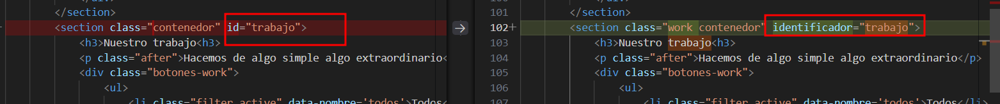 </section>
<section class="contenedor" id="trabajo">
<h3>Nuestro trabajo<h3>
<p class="after">Hacemos de algo simple algo extraordinario<
<div class="botones-work">
<ul>
<li class="filter active" data-nombre='todos'>Todos<
101 </section>
102+ <section class="work contenedor" identificador="trabajo">
103 <h3>Nuestro trabajo<h3>
104 <p class="after">Hacemos de algo simple algo extraordinario</p>
105 <div class="botones-work">
106 <ul>
<li class="filter active" data-nombre='todos'>Todos</li>